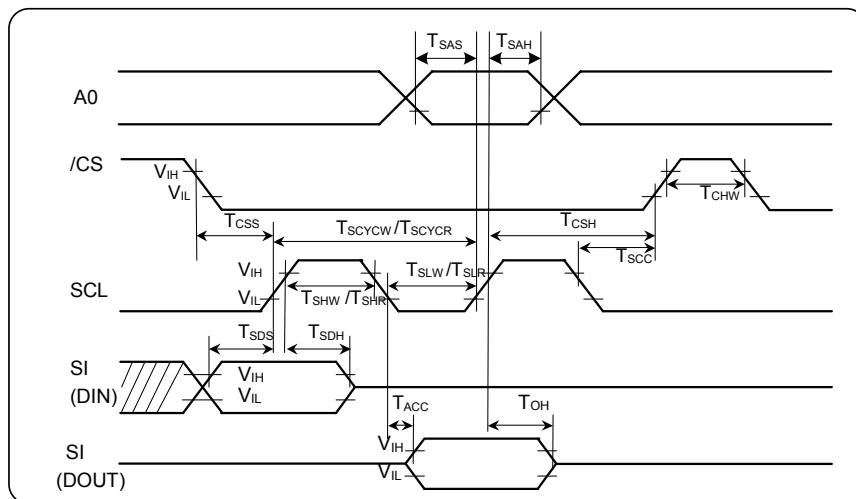 TSAS TSAH
A0
/CS
VIH
VIL
TCHW
TCSS TSCYCW/TSCYCR TCSH
TSCC
VIH TSLW/TSLR
SCL VIL TSHW/TSHR
TSDS TSDH
SI
(DIN)
VIH
VIL
TACC TOH
SI
(DOUT)
VIH
VIL